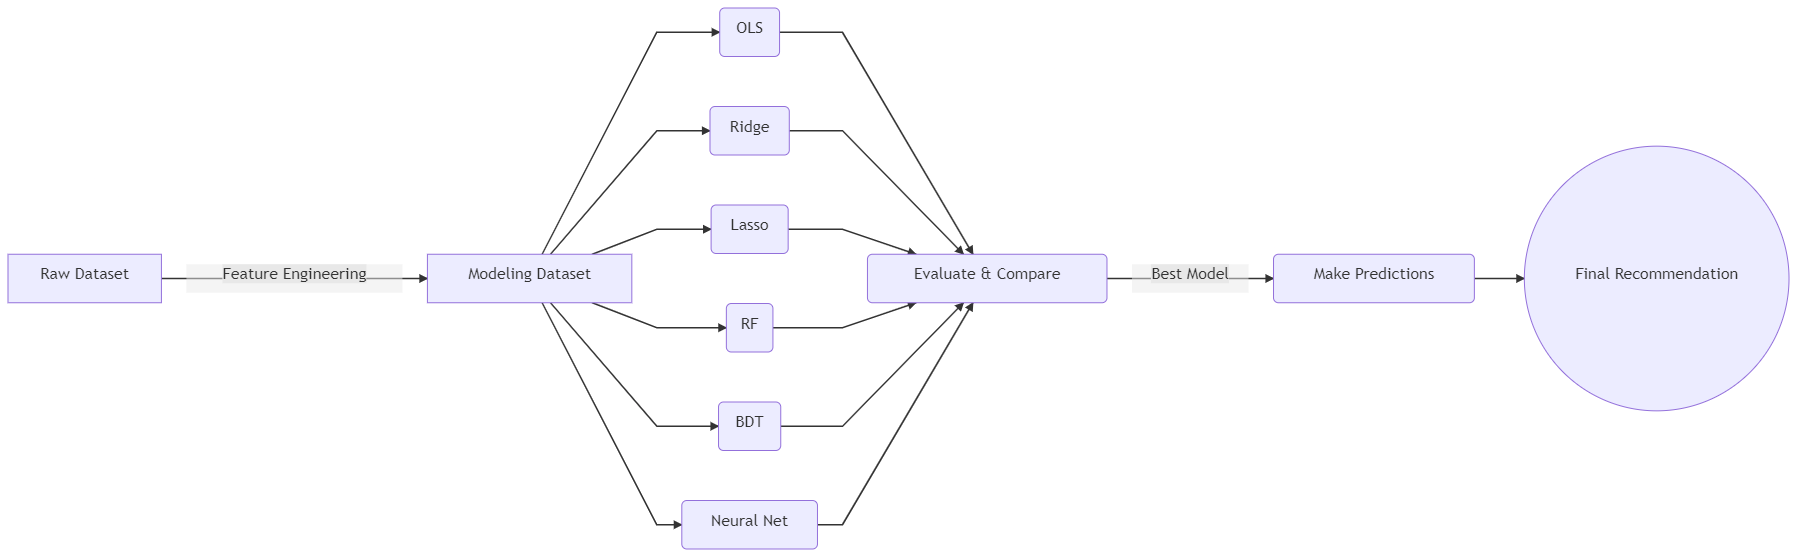 Raw Dataset
Feature Engineering
Modeling Dataset
OLS
Ridge
Lasso
RF
BDT
Neural Net
Evaluate & Compare
Best Model
Make Predictions
Final Recommendation